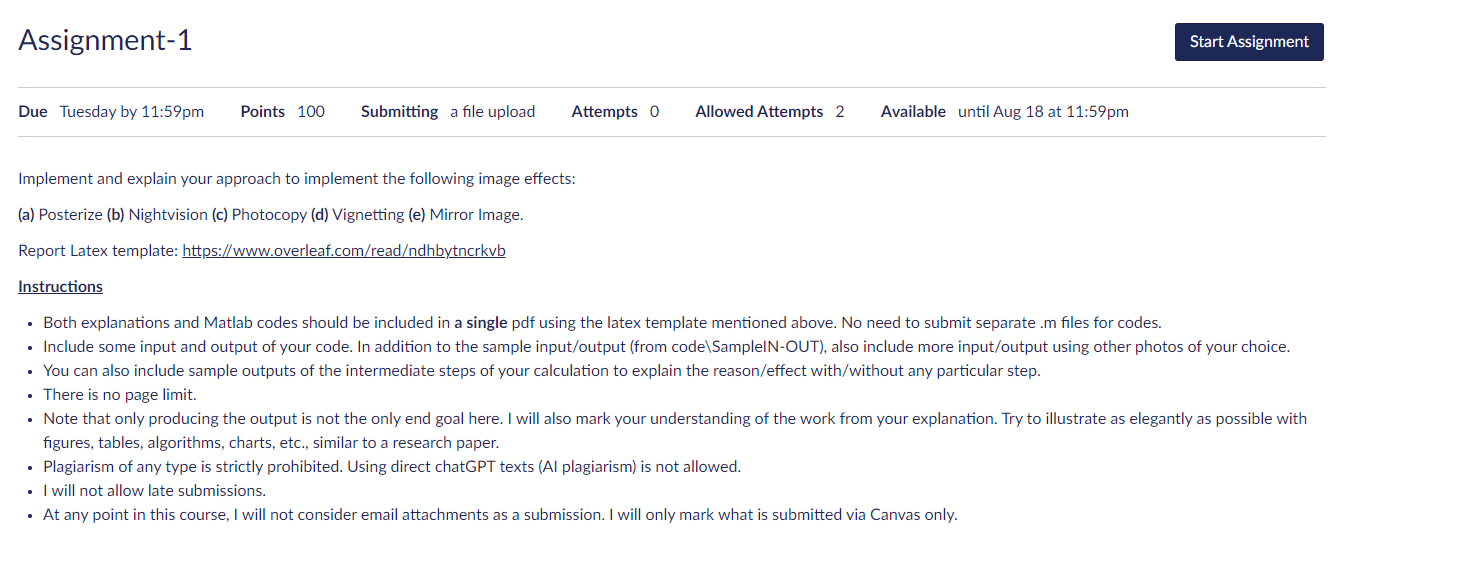 Assignment-1
Start Assignment
Due Tuesday by 11:59pm Points 100 Submitting a file upload Attempts 0 Allowed Attempts 2 Available until Aug 18 at 11:59pm
Implement and explain your approach to implement the following image effects:
(a) Posterize (b) Nightvision (c) Photocopy (d) Vignetting (e) Mirror Image.
Report Latex template: https://www.overleaf.com/read/ndhbytncrkvb
Instructions
• Both explanations and Matlab codes should be included in a single pdf using the latex template mentioned above. No need to submit separate .m files for codes.
• Include some input and output of your code. In addition to the sample input/output (from code\SampleIN-OUT), also include more input/output using other photos of your choice.
• You can also include sample outputs of the intermediate steps of your calculation to explain the reason/effect with/without any particular step.
• There is no page limit.
• Note that only producing the output is not the only end goal here. I will also mark your understanding of the work from your explanation. Try to illustrate as elegantly as possible with
figures, tables, algorithms, charts, etc., similar to a research paper.
• Plagiarism of any type is strictly prohibited. Using direct chatGPT texts (AI plagiarism) is not allowed.
• I will not allow late submissions.
• At any point in this course, I will not consider email attachments as a submission. I will only mark what is submitted via Canvas only.